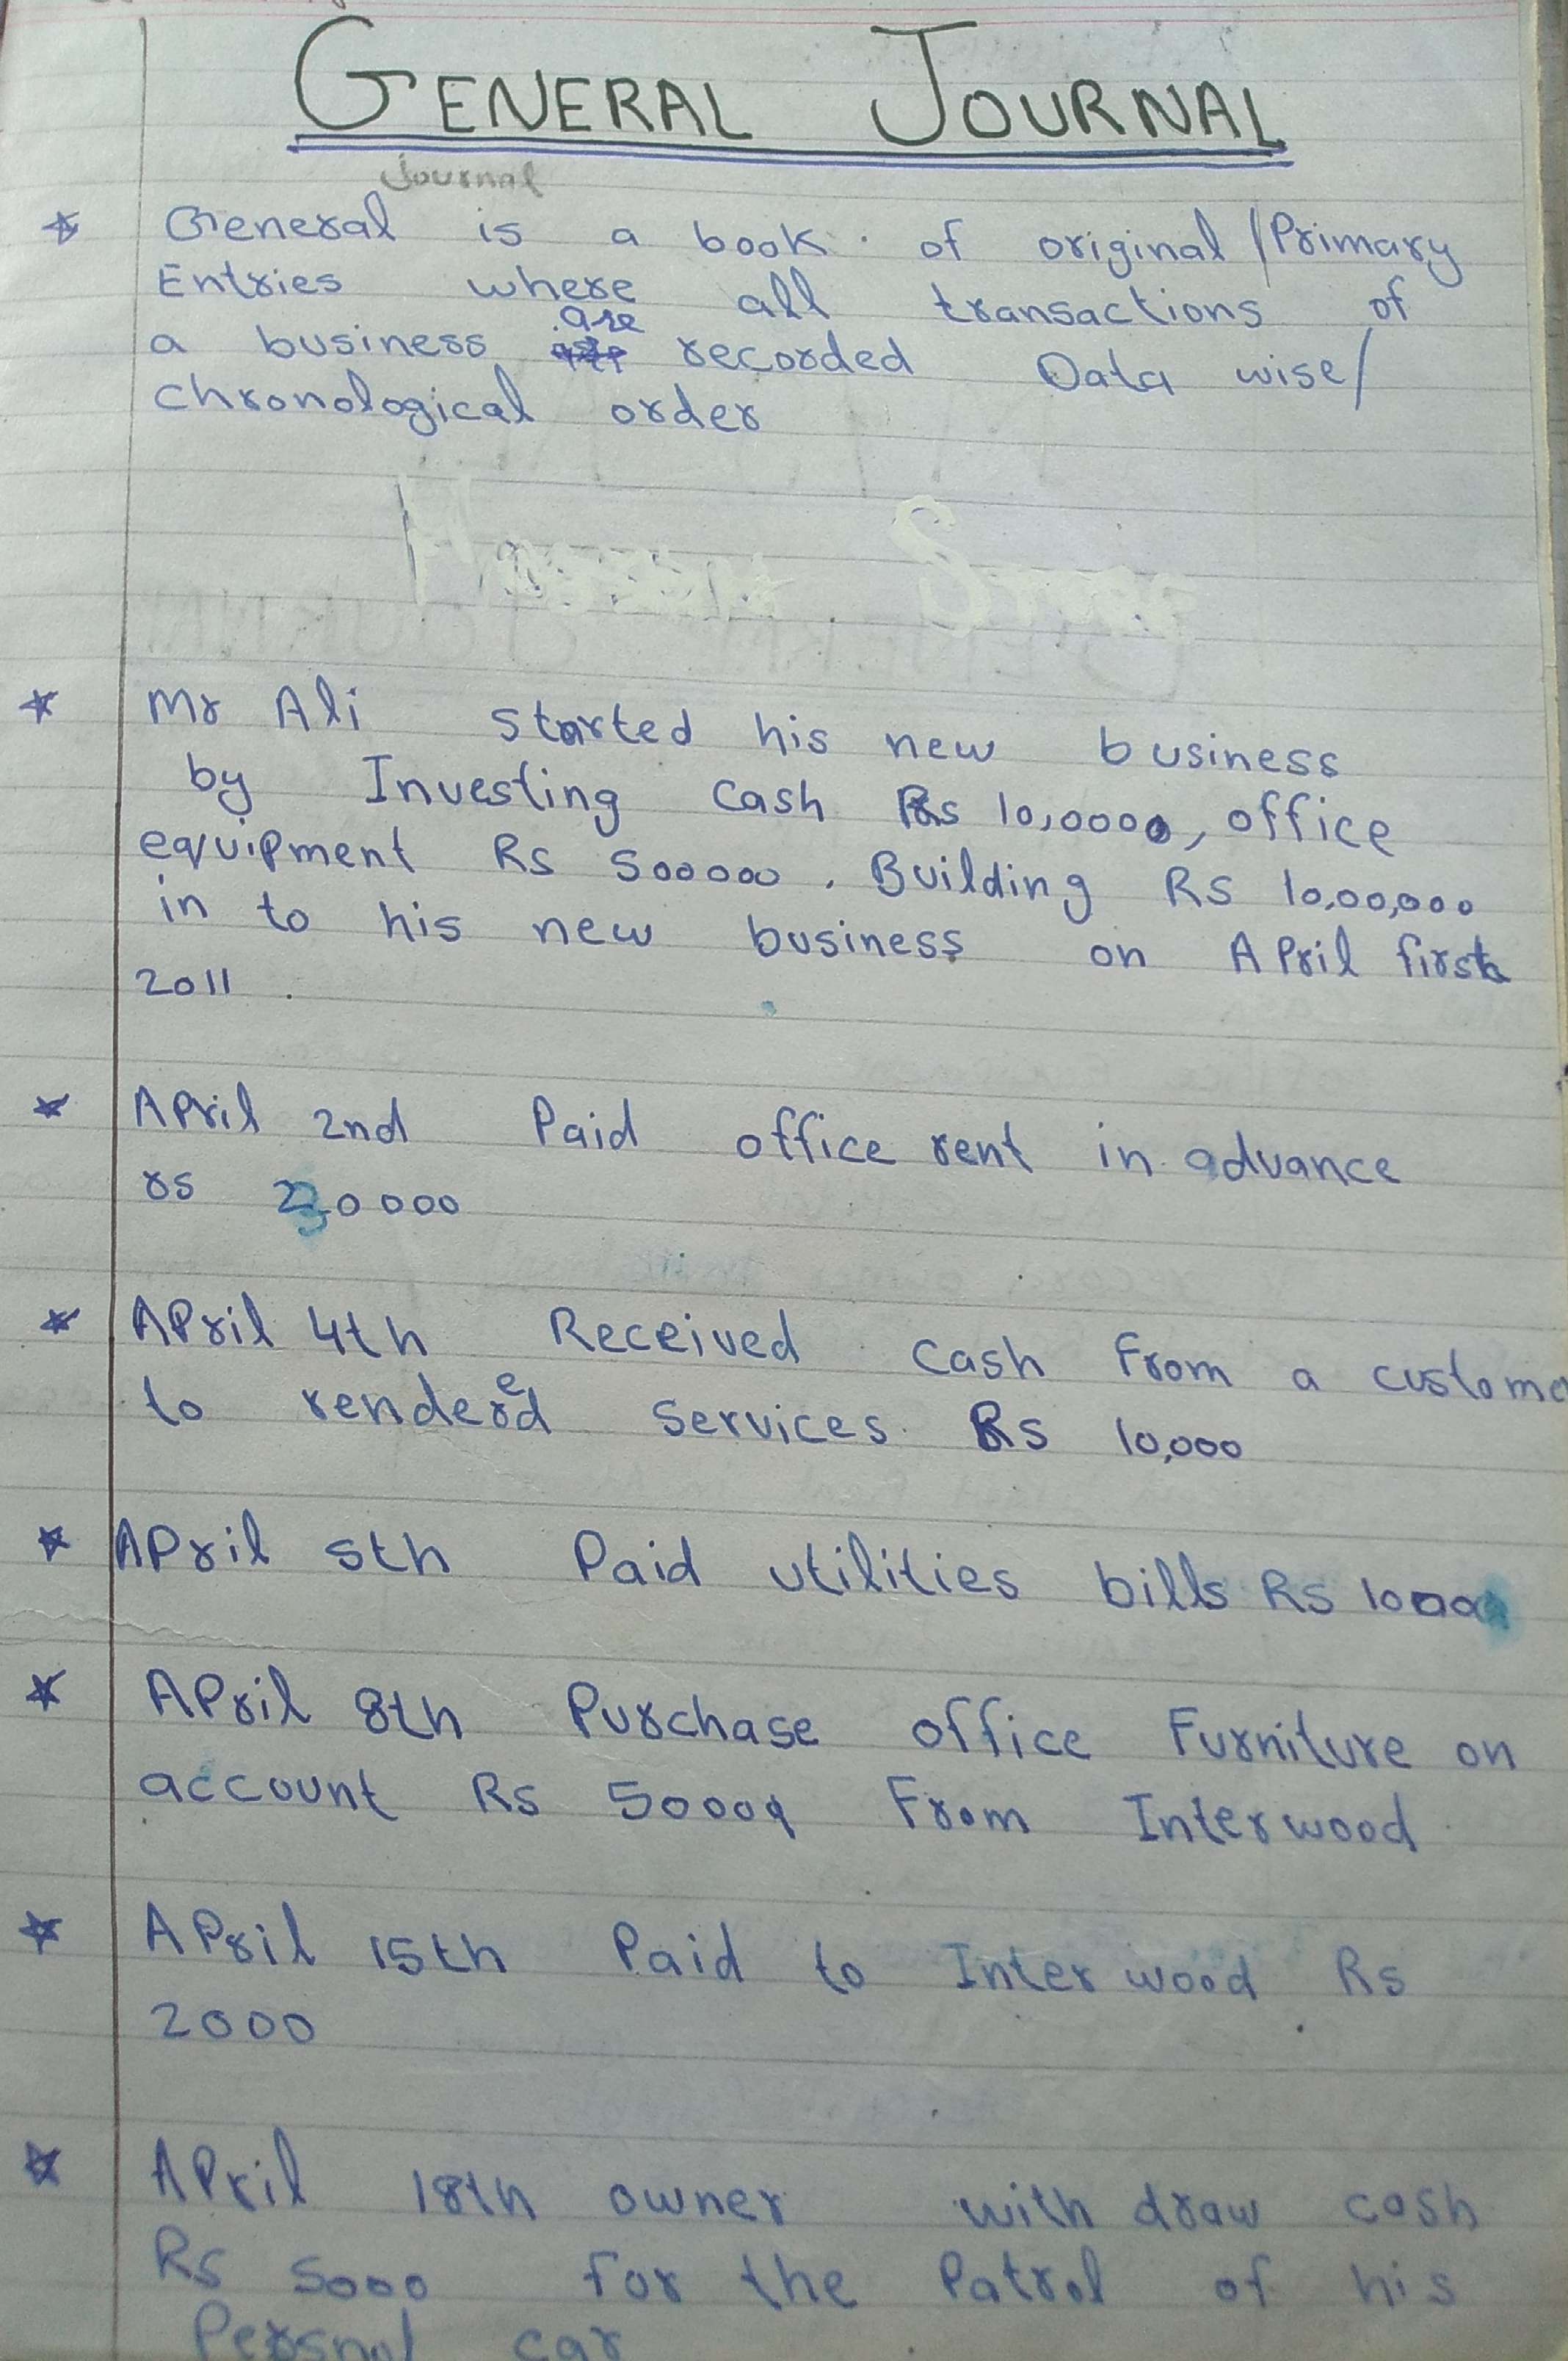 GENERAL JOURNAL
Journal
General is a book of original/Primary
Entries where all transactions of
are
a business recorded Data wise/
chronological order
Mr Ali started his new business
by Investing Cash Rs 10,0000, office
equipment Rs 500000. Building Rs 10,00,000
in to his new business on April first
2011.
April 2nd Paid office rent in advance
rs 0000
April 4th Received Cash From a custome
to rendered Services Rs 10,000
April 5th Paid utilities bills Rs 1000
April 8th Purchase office Furniture on
account Rs 50000 From Interwood
April 15th Paid to Inter wood Rs
2000
April 18th owner with draw cash
Rs 5000 for the Patrol of his
Persnal car